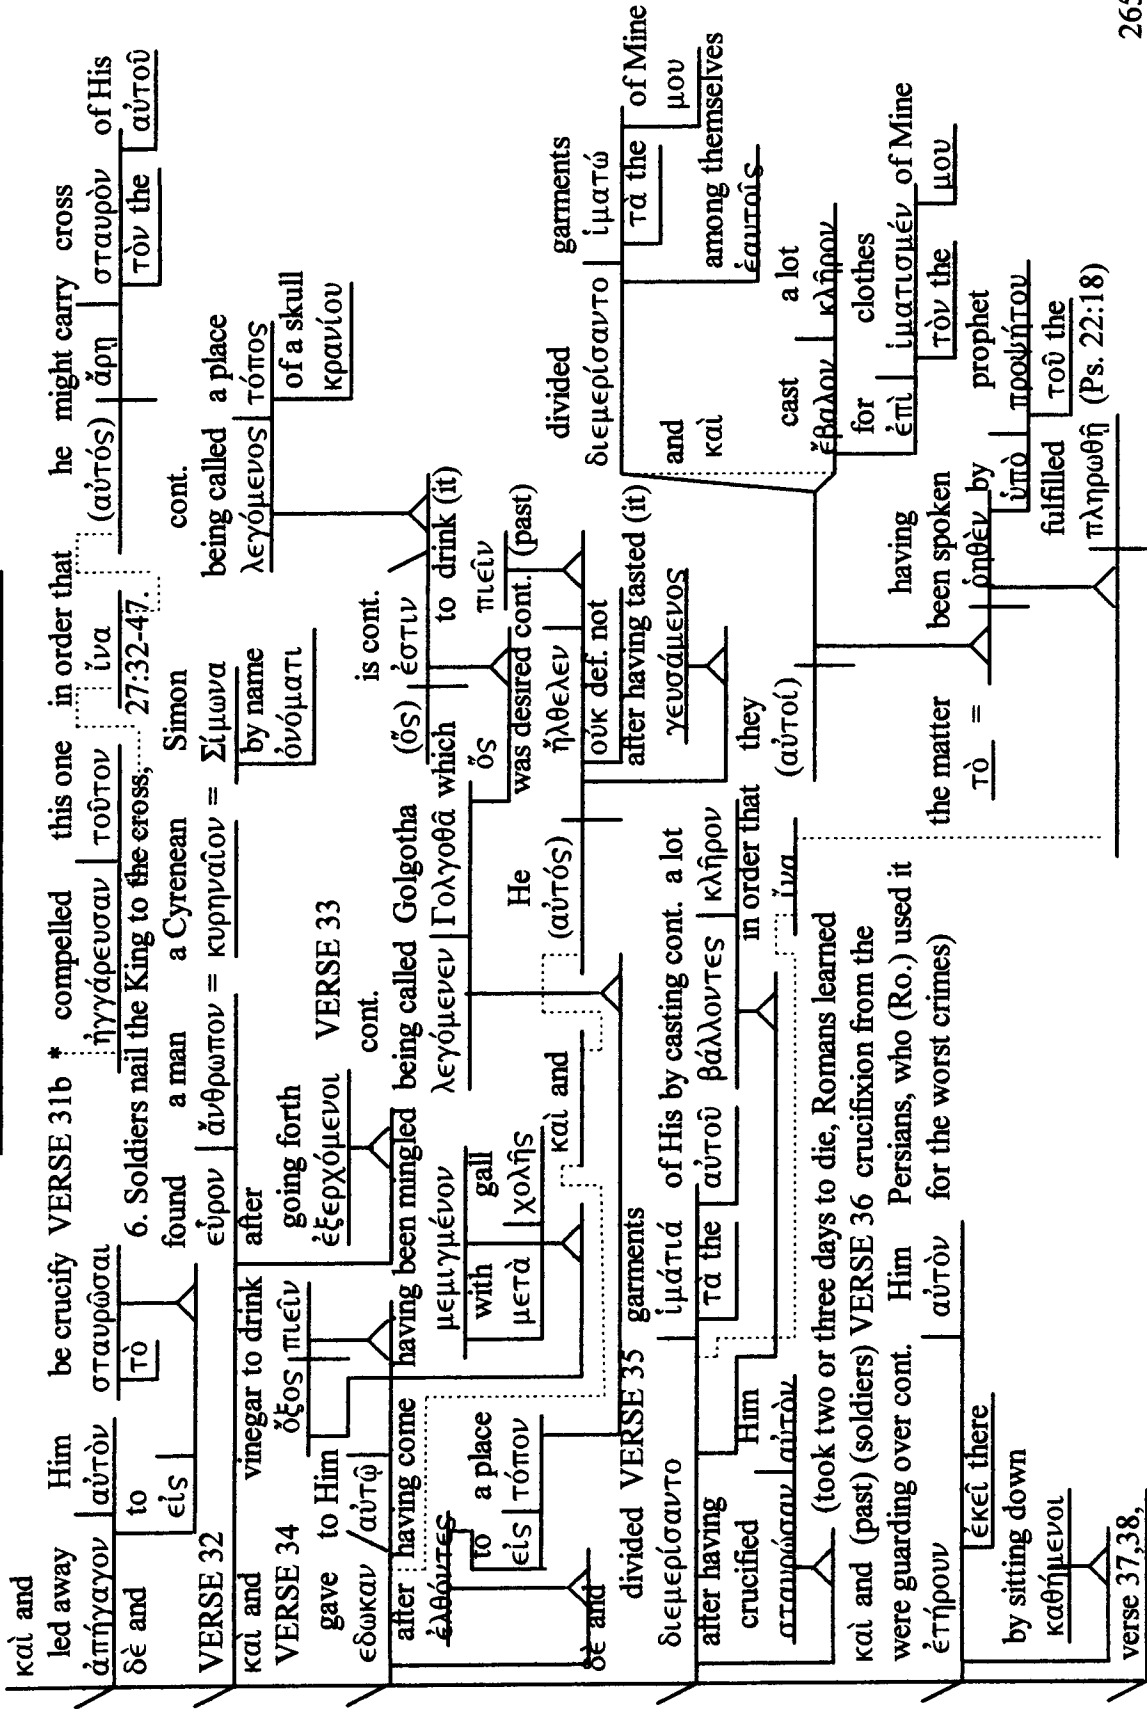 καὶ and
led away Him be crucify VERSE 31b * compelled this one in order that he might carry cross of His
ἀπήγαγον αὐτὸν σταυρῶσαι ἠγγάρευσαν τοῦτον ἵνα (αὐτός) ἄρη σταυρὸν αὐτοῦ
δὲ and to τὸ 6. Soldiers nail the King to the cross, 27:32-47. τὸν the
εἰς found a man a Cyrenean Simon cont.
VERSE 32 εὗρον ἄνθρωπον = κυρηναῖον = Σίμωνα being called a place
καὶ and vinegar to drink after by name λεγόμενος τόπος
VERSE 34 ὄξος πιεῖν going forth VERSE 33 ὀνόματι of a skull
gave to Him ἐξερχόμενοι cont. is cont. κρανίου
εδωκαν αὐτῷ having been mingled being called Golgotha which (ὅς) ἐστιν
after having come μεμιγμένον λεγόμενεν Γολγοθᾶ ὅς to drink (it)
ἐλθόντες with gall was desired cont. (past) πιεῖν
to a place μετὰ χολῆς He ἤλθελεν divided garments
εἰς τόπον καὶ and (αὐτός) οὐκ def. not διεμερίσαντο ἱματώ of Mine
δὲ and after having tasted (it) τὰ the μου
divided VERSE 35 garments γευσάμενος and among themselves
διεμερίσαντο ἱμάτιά of His by casting cont. a lot καὶ ἑαυτοῖς
after having τὰ the αὐτοῦ βάλλοντες κλῆρον they cast a lot
crucified Him in order that (αὐτοί) ἔβαλον κλῆρον
σταυρώσαν αὐτὸν ἵνα for clothes of Mine
(took two or three days to die, Romans learned ἐπὶ ἱματισμέν μου
καὶ and (past) (soldiers) VERSE 36 crucifixion from the having τὸν the
were guarding over cont. Him Persians, who (Ro.) used it the matter been spoken by prophet
ἐτήρουν αὐτὸν for the worst crimes) τὸ = ὁηθὲν ὑπὸ προψήτου
ἐκεῖ there τοῦ the
by sitting down fulfilled
καθήμενοι πληρωθῆ (Ps. 22:18)
verse 37,38,
265